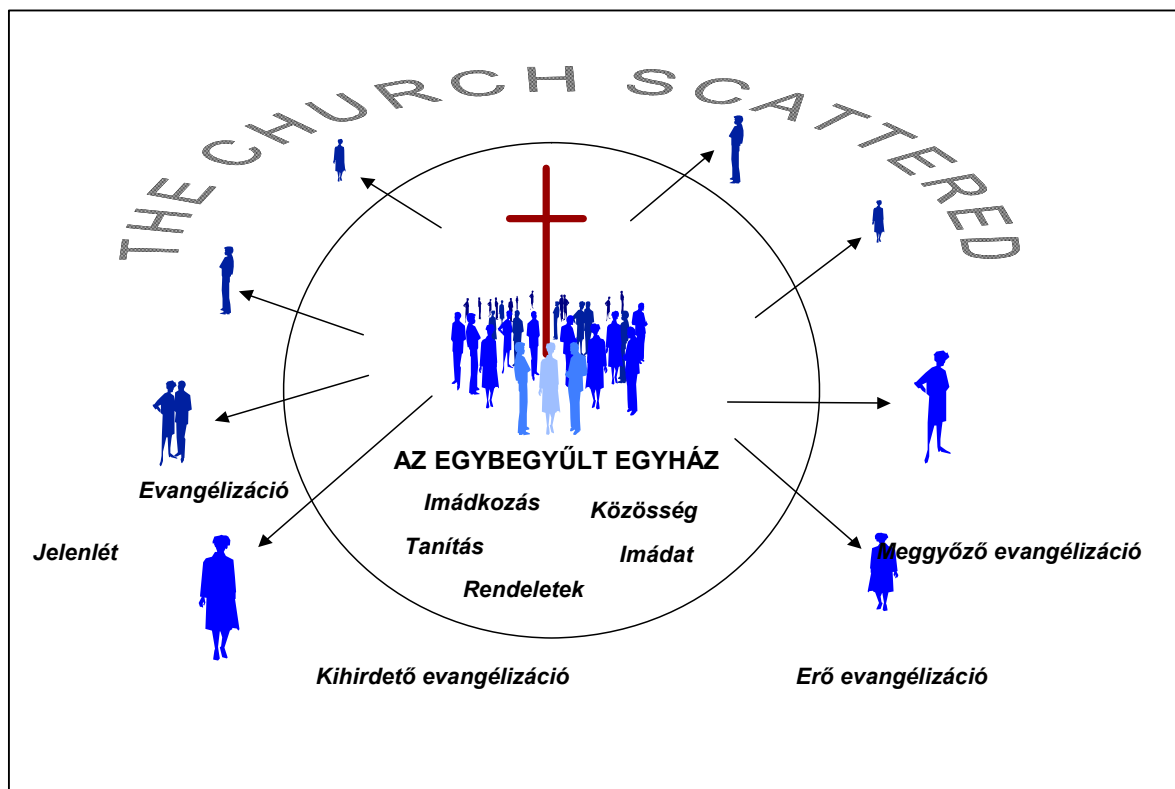 THE CHURCH SCATTERED
AZ EGYBEGYŰLT EGYHÁZ
Evangélizáció
Imádkozás
Közösség
Jelenlét
Tanítás
Imádat
Meggyőző evangélizáció
Rendeletek
Kihirdető evangélizáció
Erő evangélizáció